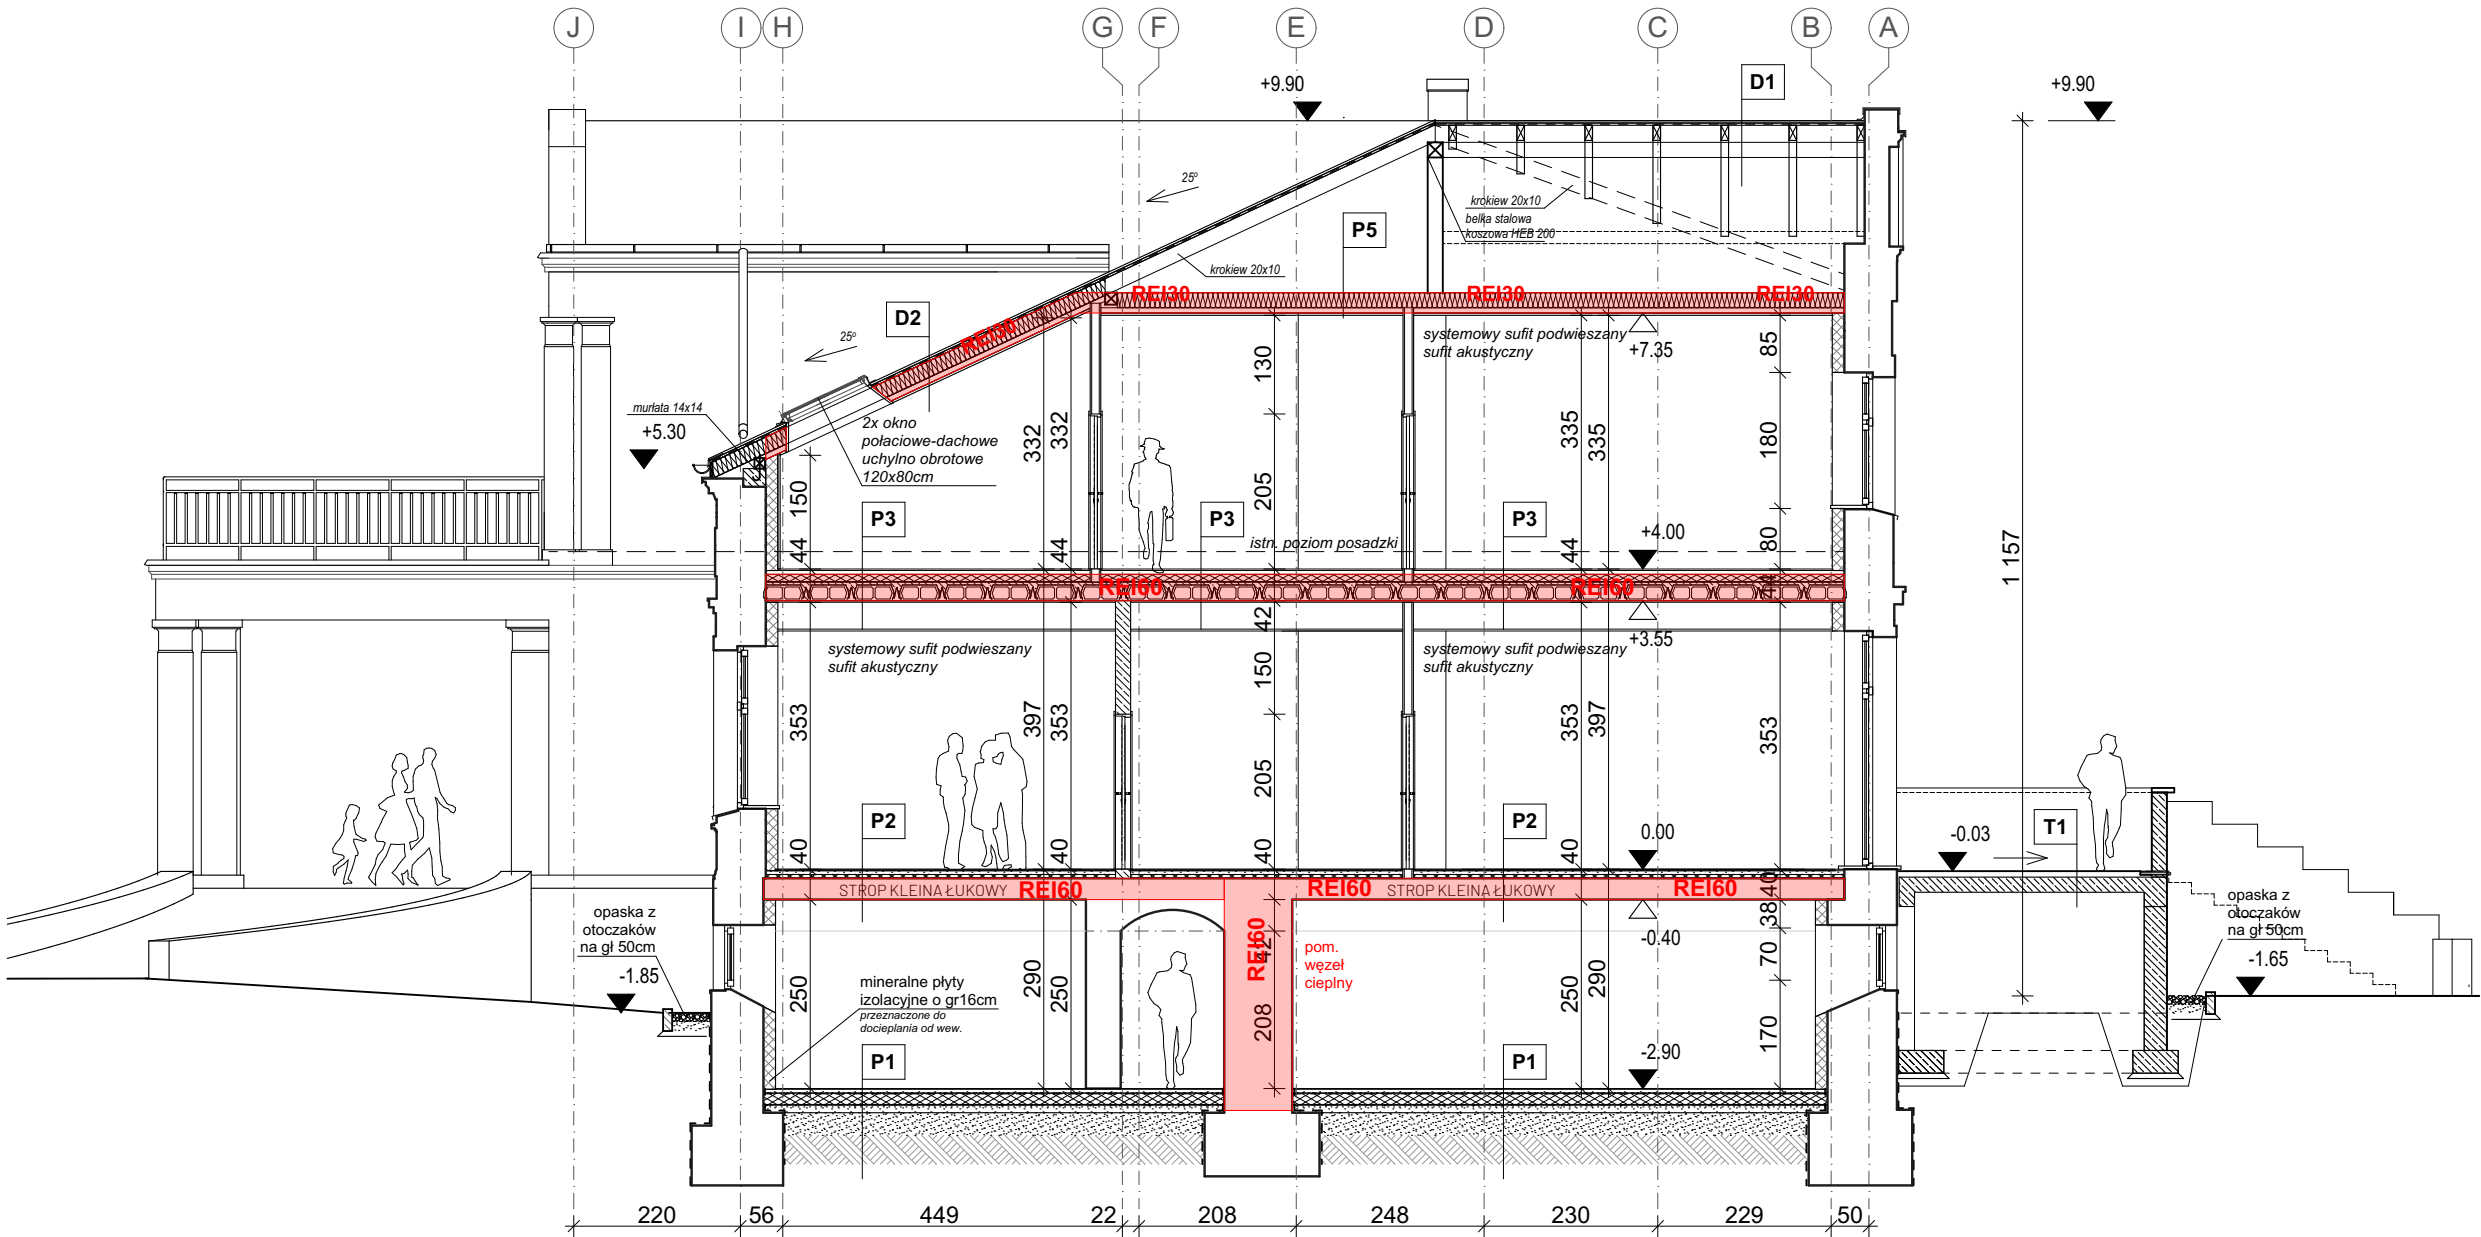 J I H G F E D C B A
+9.90
D1
+9.90
25°
krokiew 20x10
belka stalowa
koszowa HEB 200
P5
krokiew 20x10
REI30
REI30
REI30
D2
REI30
25°
systemowy sufit podwieszany
sufit akustyczny
+7.35
85
130
murłata 14x14
+5.30
2x okno
połaciowe-dachowe
uchylno obrotowe
120x80cm
332
332
335
335
180
150
205
P3
P3
P3
istn. poziom posadzki
+4.00
80
44
44
44
1 157
REI60
REI60
44
42
+3.55
systemowy sufit podwieszany
sufit akustyczny
systemowy sufit podwieszany
sufit akustyczny
150
353
397
353
353
397
353
205
P2
P2
0.00
-0.03
T1
40
40
40
40
STROP KLEINA ŁUKOWY
REI60
REI60
STROP KLEINA ŁUKOWY
REI60
40
38
opaska z
otoczaków
na gł 50cm
-1.85
opaska z
otoczaków
na gł 50cm
-1.65
REI60
42
pom.
węzeł
cieplny
-0.40
70
mineralne płyty
izolacyjne o gr16cm
przeznaczone do
docieplania od wew.
250
290
250
208
250
290
170
P1
P1
-2.90
220 56 449 22 208 248 230 229 50